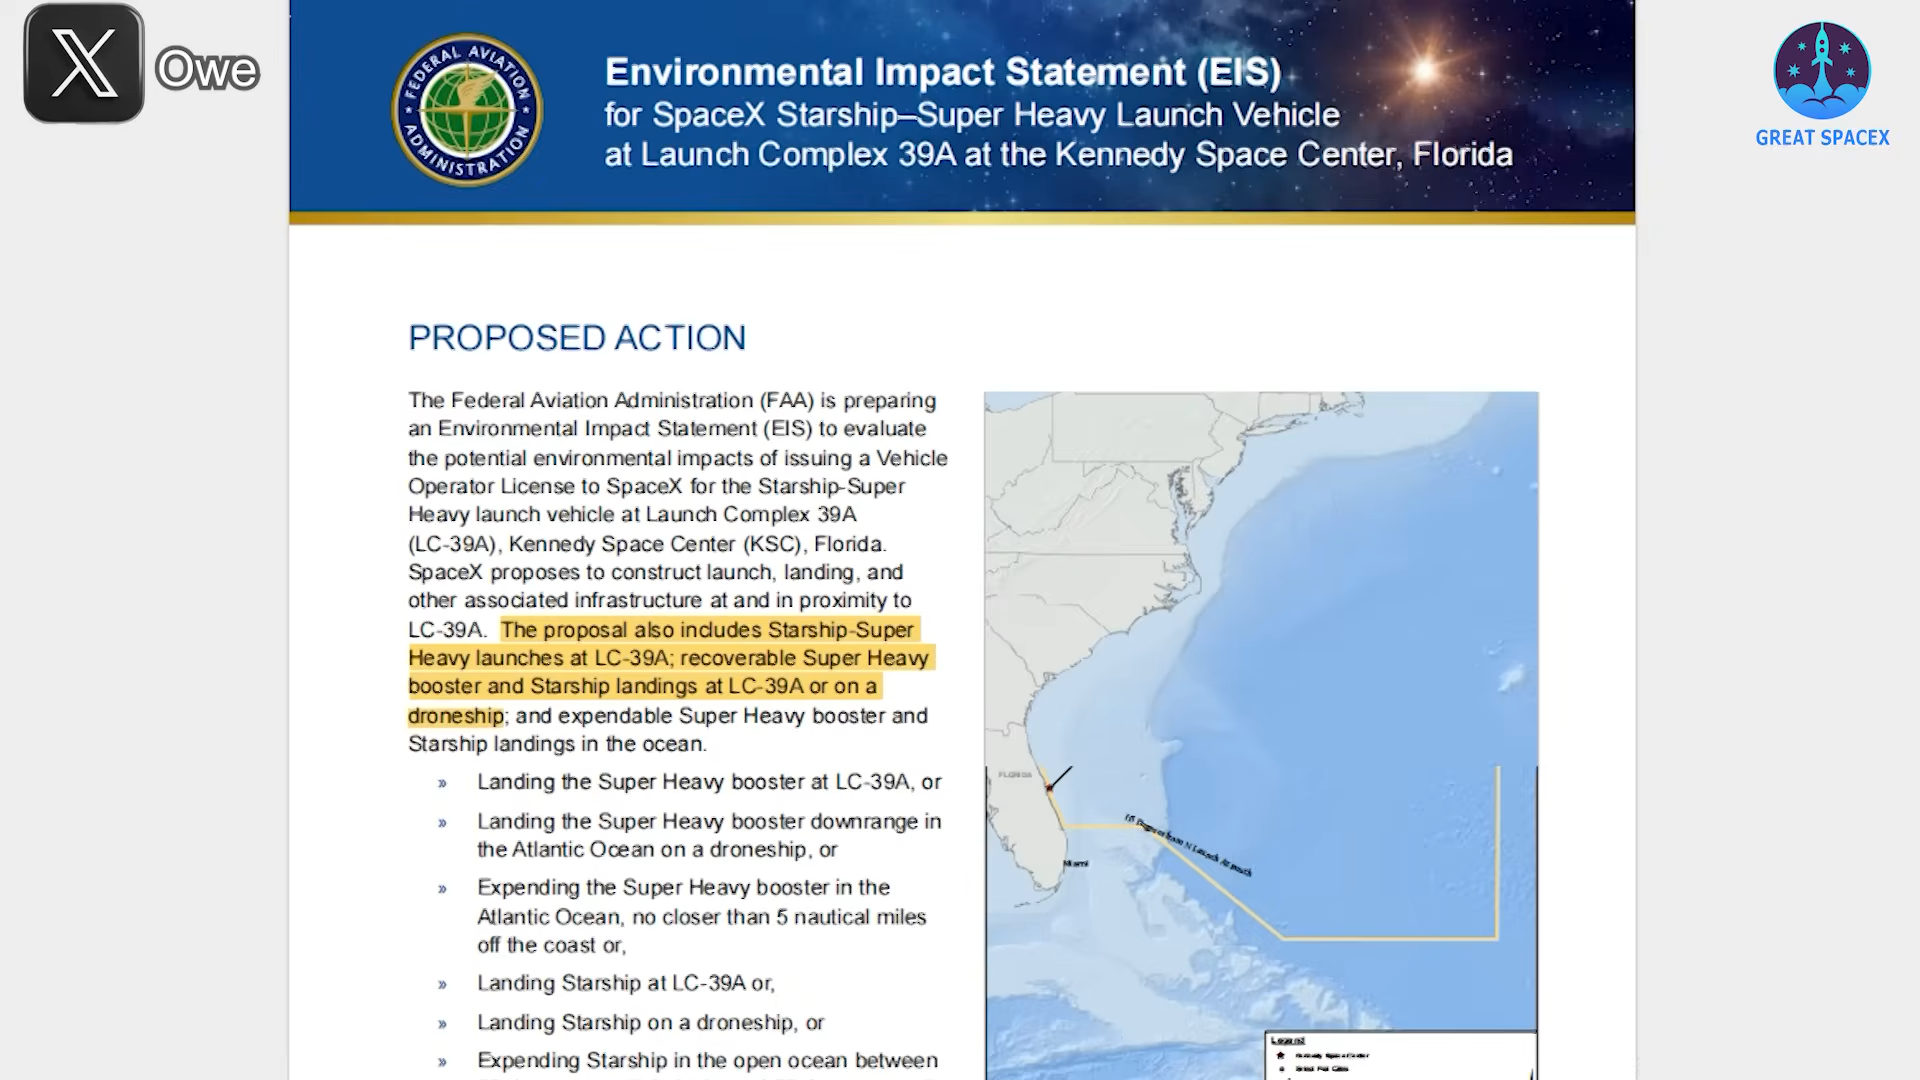 X Owe
FEDERAL AVIATION
ADMINISTRATION
Environmental Impact Statement (EIS)
for SpaceX Starship–Super Heavy Launch Vehicle
at Launch Complex 39A at the Kennedy Space Center, Florida
GREAT SPACEX
PROPOSED ACTION
The Federal Aviation Administration (FAA) is preparing
an Environmental Impact Statement (EIS) to evaluate
the potential environmental impacts of issuing a Vehicle
Operator License to SpaceX for the Starship-Super
Heavy launch vehicle at Launch Complex 39A
(LC-39A), Kennedy Space Center (KSC), Florida.
SpaceX proposes to construct launch, landing, and
other associated infrastructure at and in proximity to
LC-39A. The proposal also includes Starship-Super
Heavy launches at LC-39A; recoverable Super Heavy
booster and Starship landings at LC-39A or on a
droneship; and expendable Super Heavy booster and
Starship landings in the ocean.
» Landing the Super Heavy booster at LC-39A, or
» Landing the Super Heavy booster downrange in
the Atlantic Ocean on a droneship, or
» Expending the Super Heavy booster in the
Atlantic Ocean, no closer than 5 nautical miles
off the coast or,
» Landing Starship at LC-39A or,
» Landing Starship on a droneship, or
» Expending Starship in the open ocean between
FLORIDA
Miami
Legend
Kennedy Space Center